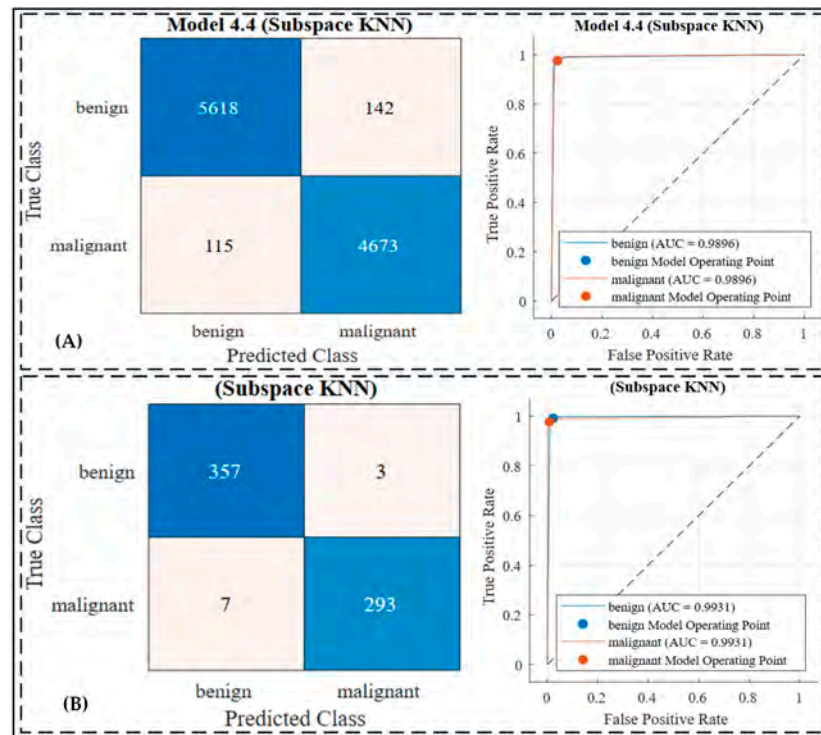 Model 4.4 (Subspace KNN)
True Class
benign
5618
142
malignant
115
4673
benign
malignant
Predicted Class
(A)
Model 4.4 (Subspace KNN)
True Positive Rate
1
0.8
0.6
0.4
0.2
0
benign (AUC = 0.9896)
benign Model Operating Point
malignant (AUC = 0.9896)
malignant Model Operating Point
0 0.2 0.4 0.6 0.8 1
False Positive Rate
(Subspace KNN)
True Class
benign
357
3
malignant
7
293
benign
malignant
Predicted Class
(B)
(Subspace KNN)
True Positive Rate
1
0.8
0.6
0.4
0.2
0
benign (AUC = 0.9931)
benign Model Operating Point
malignant (AUC = 0.9931)
malignant Model Operating Point
0 0.2 0.4 0.6 0.8 1
False Positive Rate